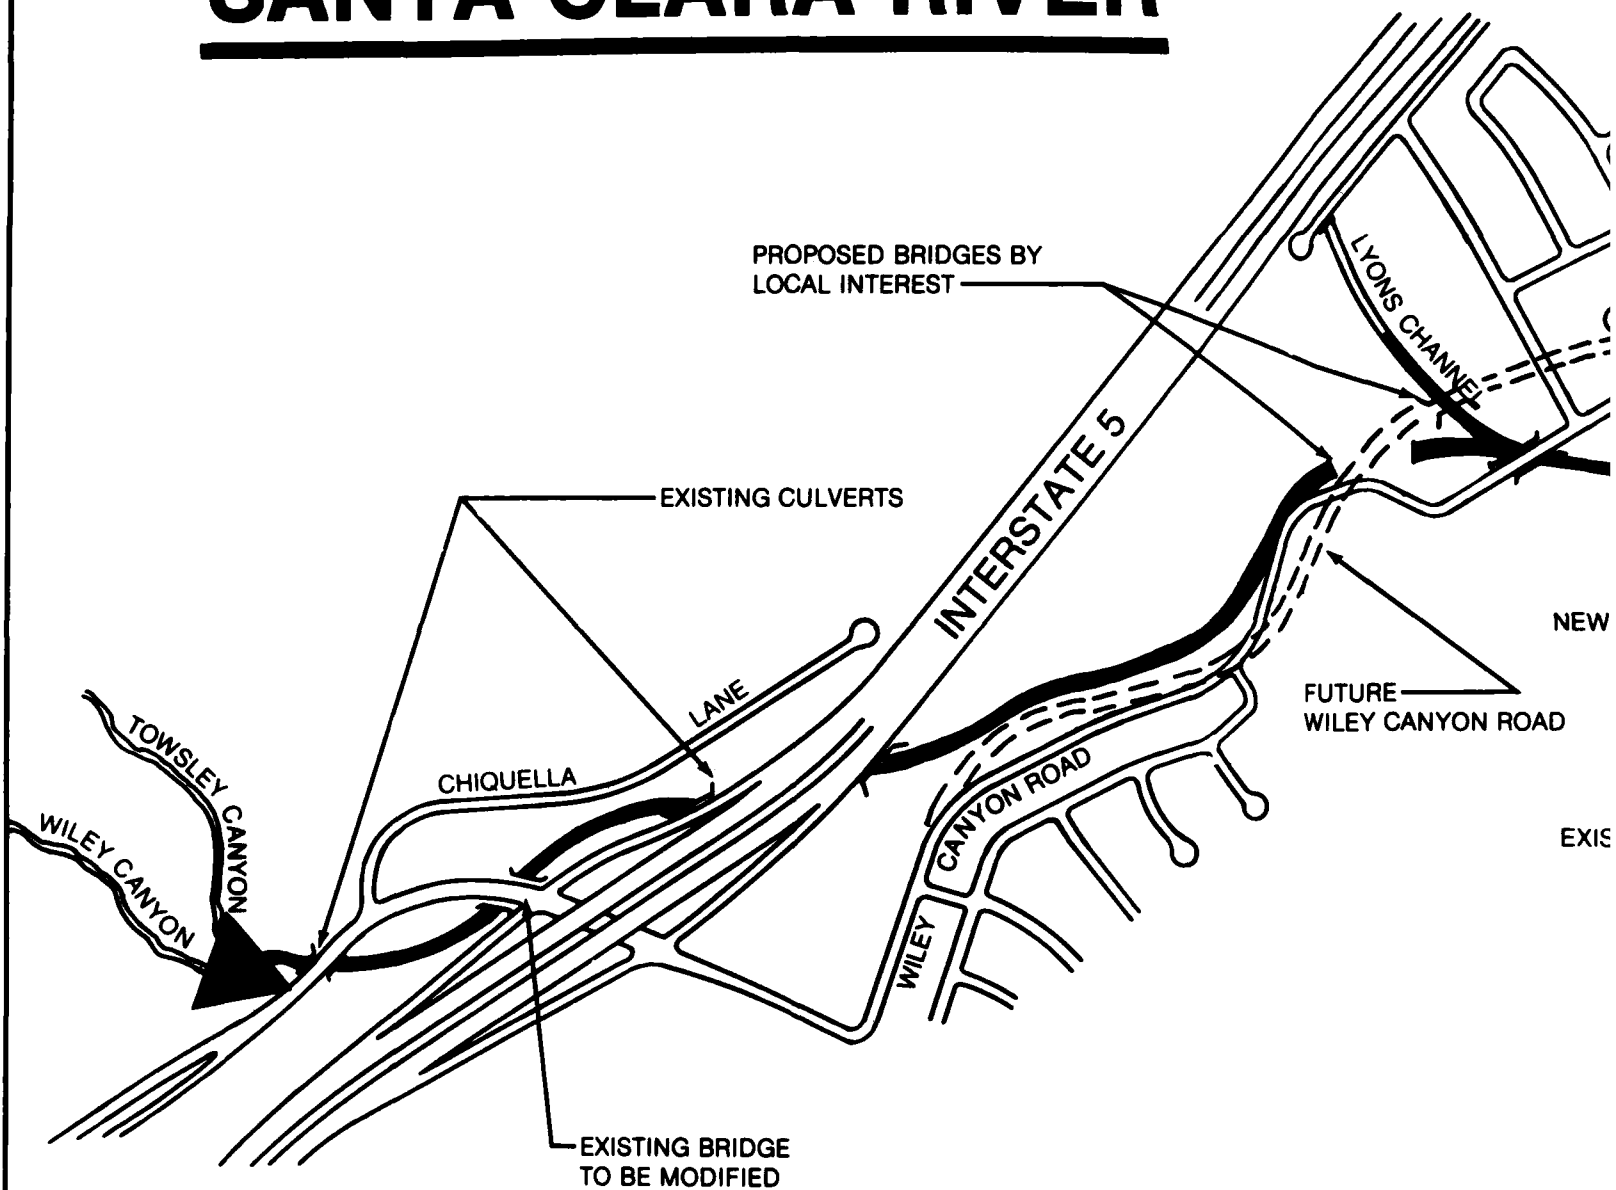 SANTA CLARA RIVER
PROPOSED BRIDGES BY
LOCAL INTEREST
LYONS CHANNEL
INTERSTATE 5
EXISTING CULVERTS
NEW
FUTURE
WILEY CANYON ROAD
LANE
CHIQUELLA
TOWSLEY CANYON
WILEY CANYON
CANYON ROAD
WILEY
EXIS
EXISTING BRIDGE
TO BE MODIFIED